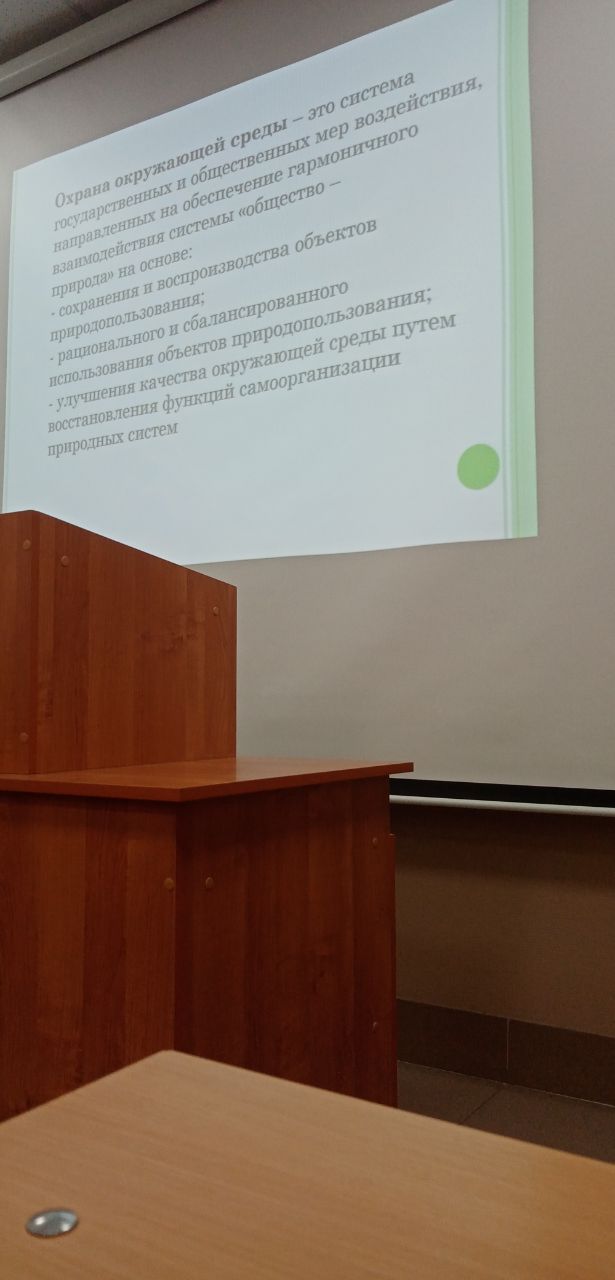 Охрана окружающей среды – это система
государственных и общественных мер воздействия,
направленных на обеспечение гармоничного
взаимодействия системы «общество –
природа» на основе:
- сохранения и воспроизводства объектов
природопользования;
- рационального и сбалансированного
использования объектов природопользования;
- улучшения качества окружающей среды путем
восстановления функций самоорганизации
природных систем